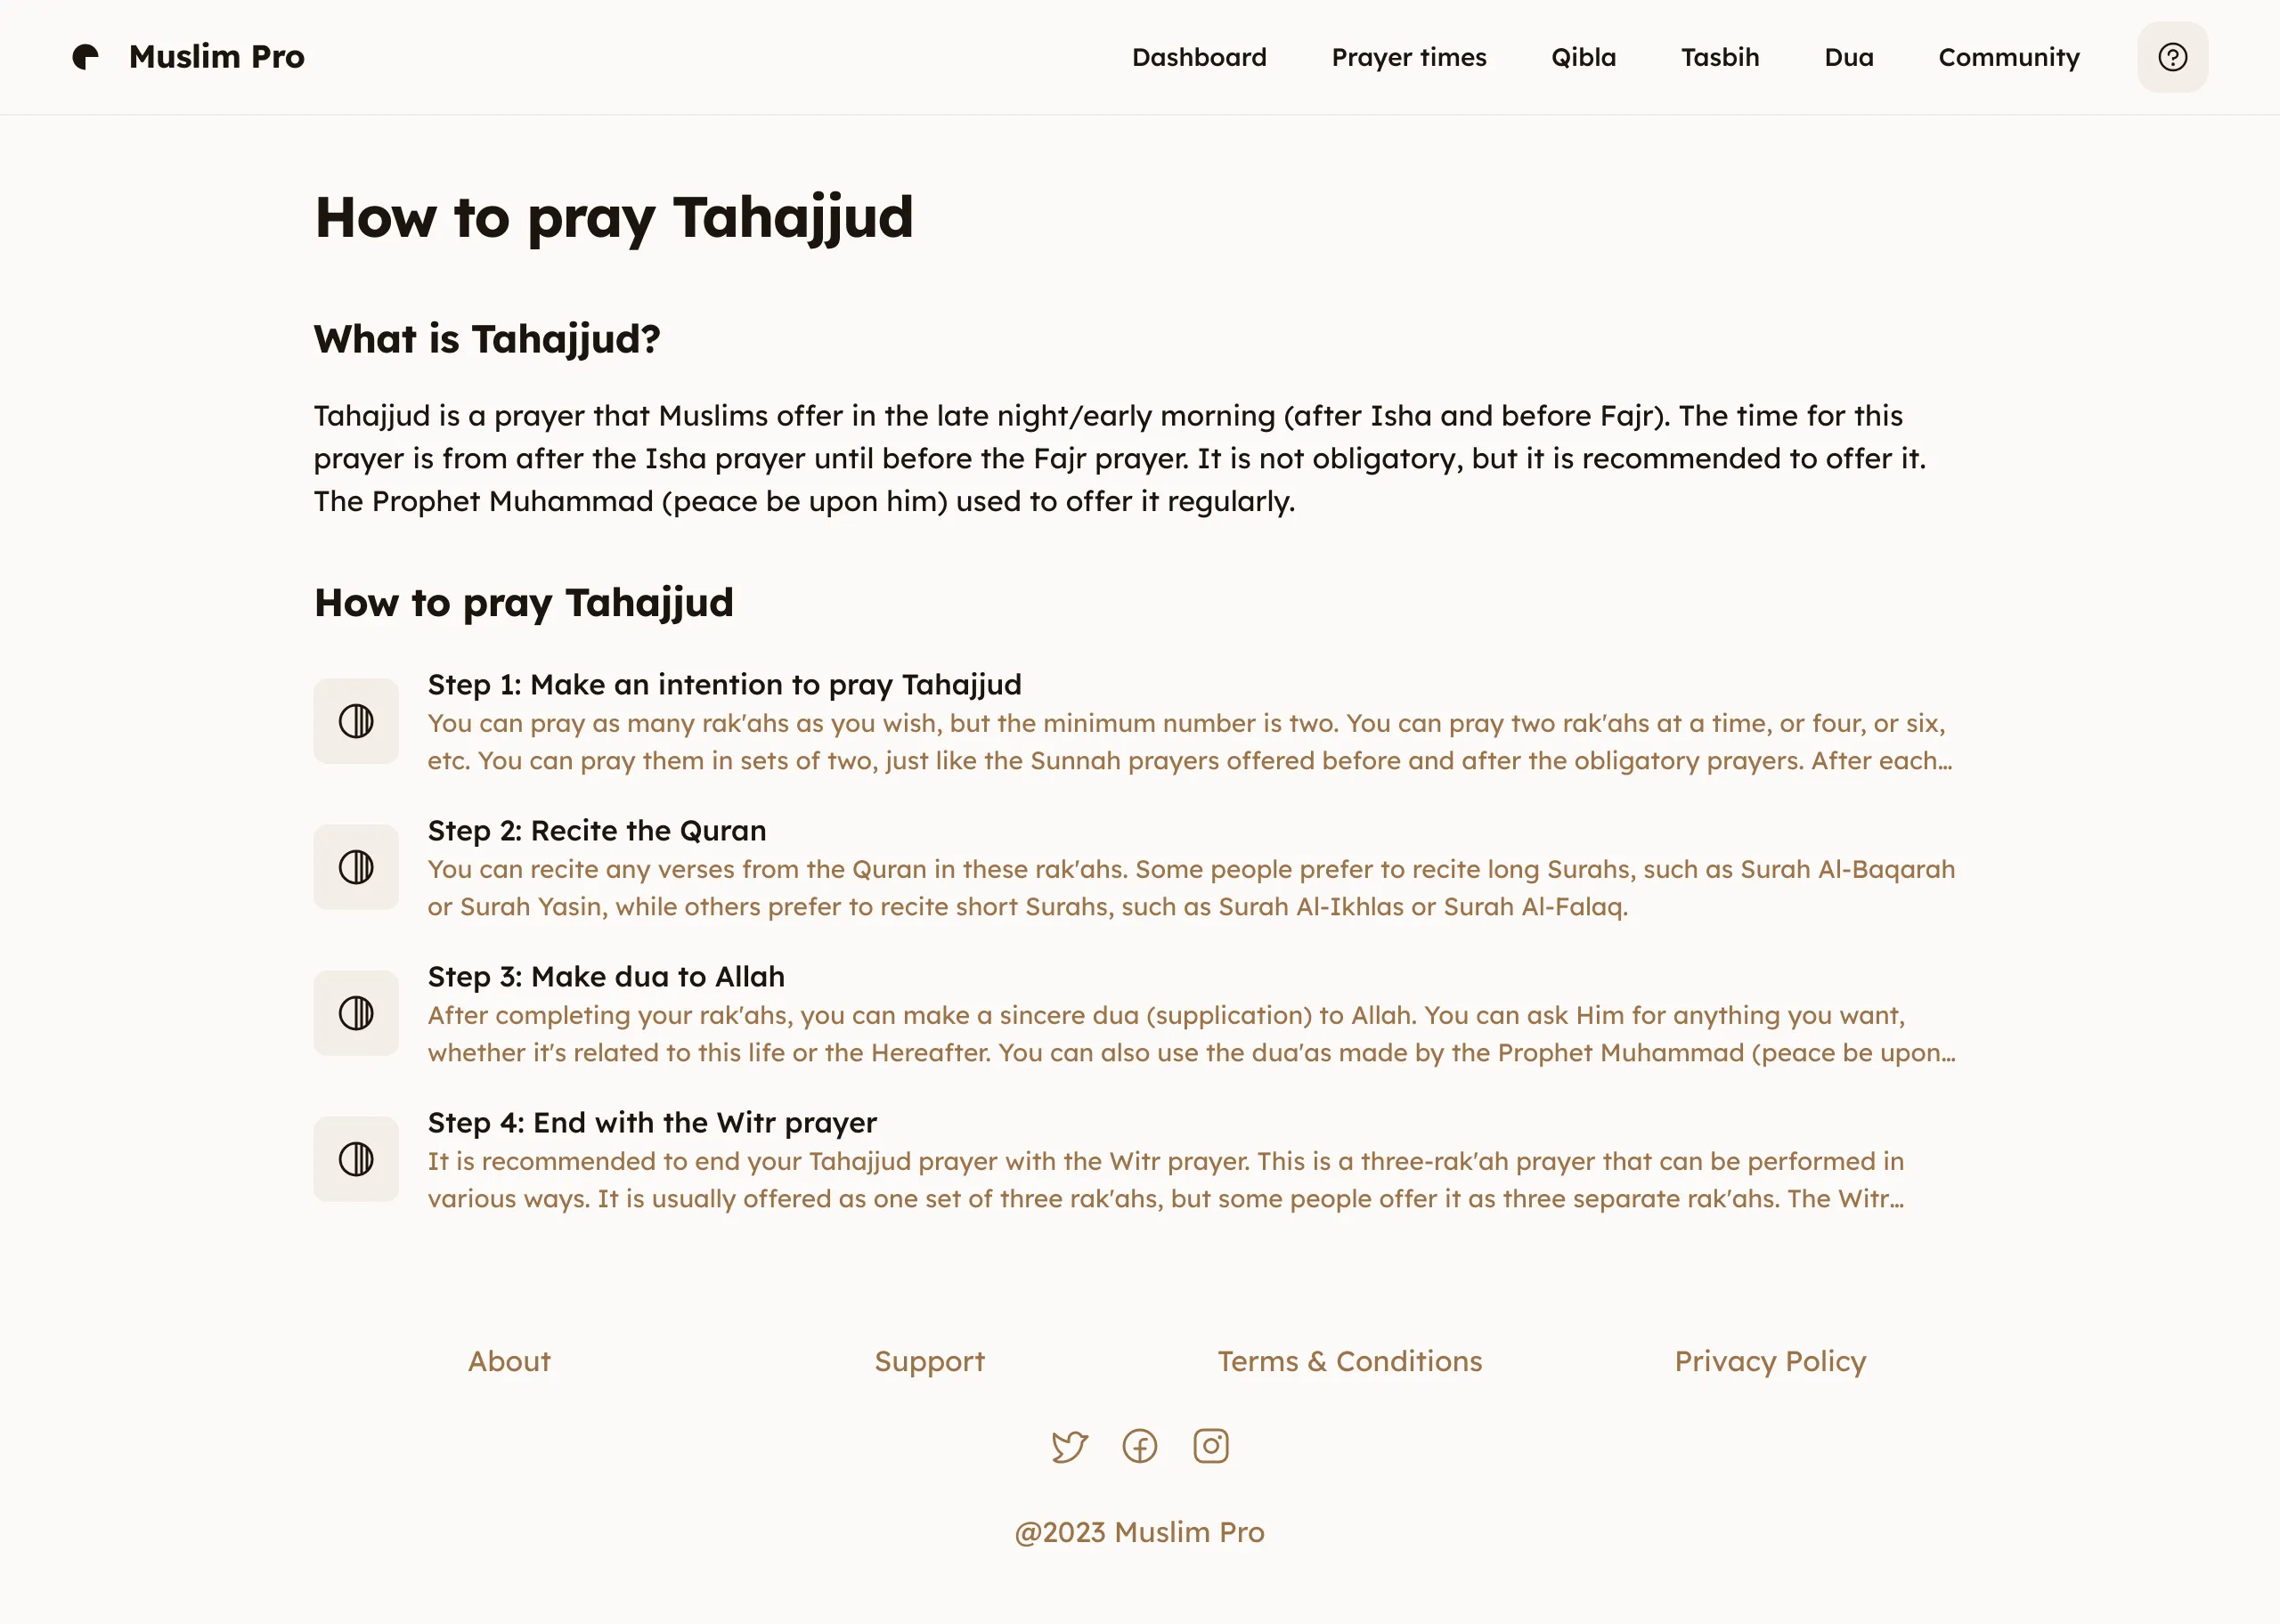 Muslim Pro
Dashboard
Prayer times
Qibla
Tasbih
Dua
Community
How to pray Tahajjud
What is Tahajjud?
Tahajjud is a prayer that Muslims offer in the late night/early morning (after Isha and before Fajr). The time for this
prayer is from after the Isha prayer until before the Fajr prayer. It is not obligatory, but it is recommended to offer it.
The Prophet Muhammad (peace be upon him) used to offer it regularly.
How to pray Tahajjud
Step 1: Make an intention to pray Tahajjud
You can pray as many rak'ahs as you wish, but the minimum number is two. You can pray two rak'ahs at a time, or four, or six,
etc. You can pray them in sets of two, just like the Sunnah prayers offered before and after the obligatory prayers. After each...
Step 2: Recite the Quran
You can recite any verses from the Quran in these rak'ahs. Some people prefer to recite long Surahs, such as Surah Al-Baqarah
or Surah Yasin, while others prefer to recite short Surahs, such as Surah Al-Ikhlas or Surah Al-Falaq.
Step 3: Make dua to Allah
After completing your rak'ahs, you can make a sincere dua (supplication) to Allah. You can ask Him for anything you want,
whether it's related to this life or the Hereafter. You can also use the dua'as made by the Prophet Muhammad (peace be upon...
Step 4: End with the Witr prayer
It is recommended to end your Tahajjud prayer with the Witr prayer. This is a three-rak'ah prayer that can be performed in
various ways. It is usually offered as one set of three rak'ahs, but some people offer it as three separate rak'ahs. The Witr...
About
Support
Terms & Conditions
Privacy Policy
@2023 Muslim Pro